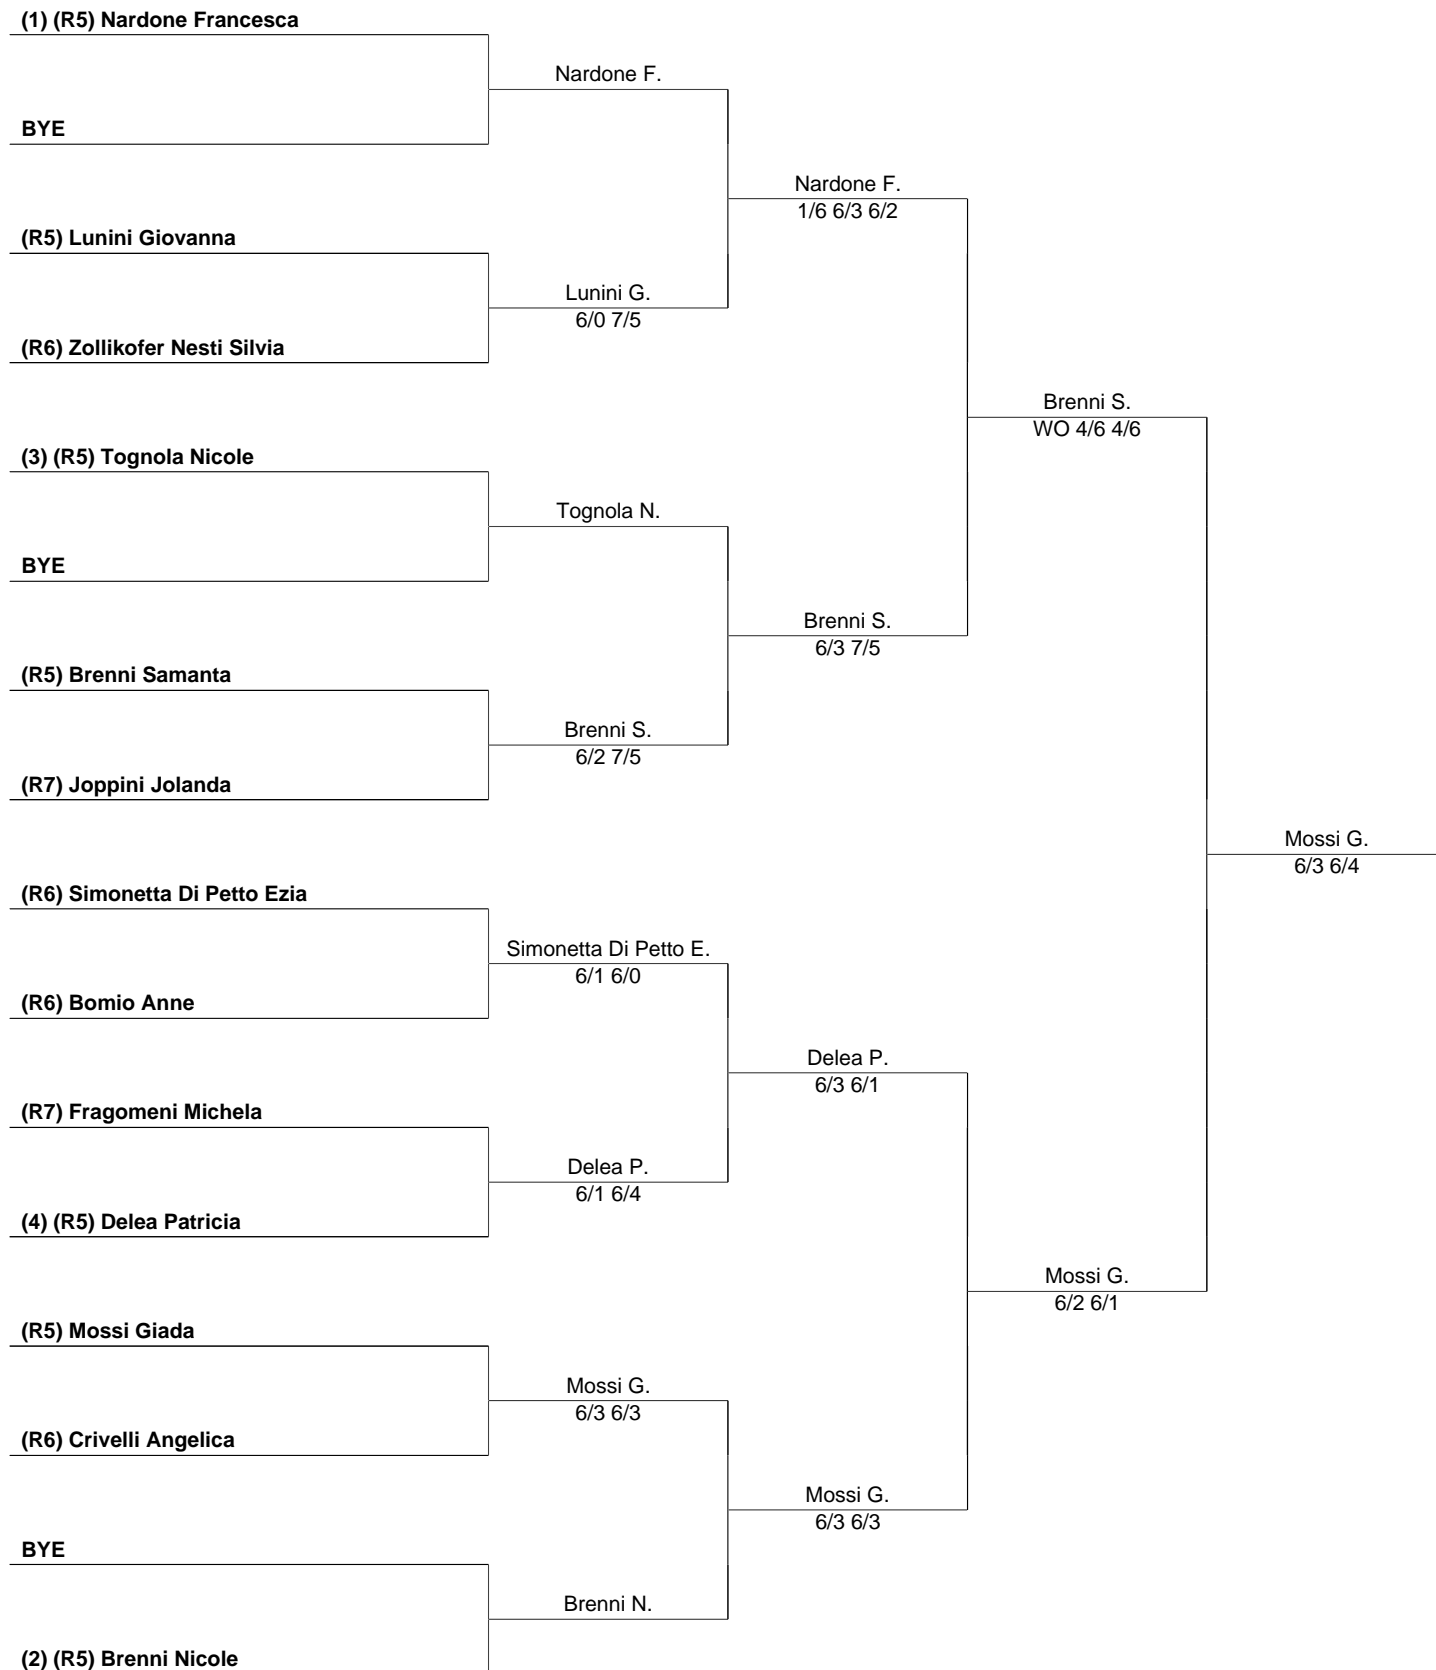 (1) (R5) Nardone Francesca
Nardone F.
BYE
Nardone F.
1/6 6/3 6/2
(R5) Lunini Giovanna
Lunini G.
6/0 7/5
(R6) Zollikofer Nesti Silvia
Brenni S.
WO 4/6 4/6
(3) (R5) Tognola Nicole
Tognola N.
BYE
Brenni S.
6/3 7/5
(R5) Brenni Samanta
Brenni S.
6/2 7/5
(R7) Joppini Jolanda
Mossi G.
6/3 6/4
(R6) Simonetta Di Petto Ezia
Simonetta Di Petto E.
6/1 6/0
(R6) Bomio Anne
Delea P.
6/3 6/1
(R7) Fragomeni Michela
Delea P.
6/1 6/4
(4) (R5) Delea Patricia
Mossi G.
6/2 6/1
(R5) Mossi Giada
Mossi G.
6/3 6/3
(R6) Crivelli Angelica
Mossi G.
6/3 6/3
BYE
Brenni N.
(2) (R5) Brenni Nicole